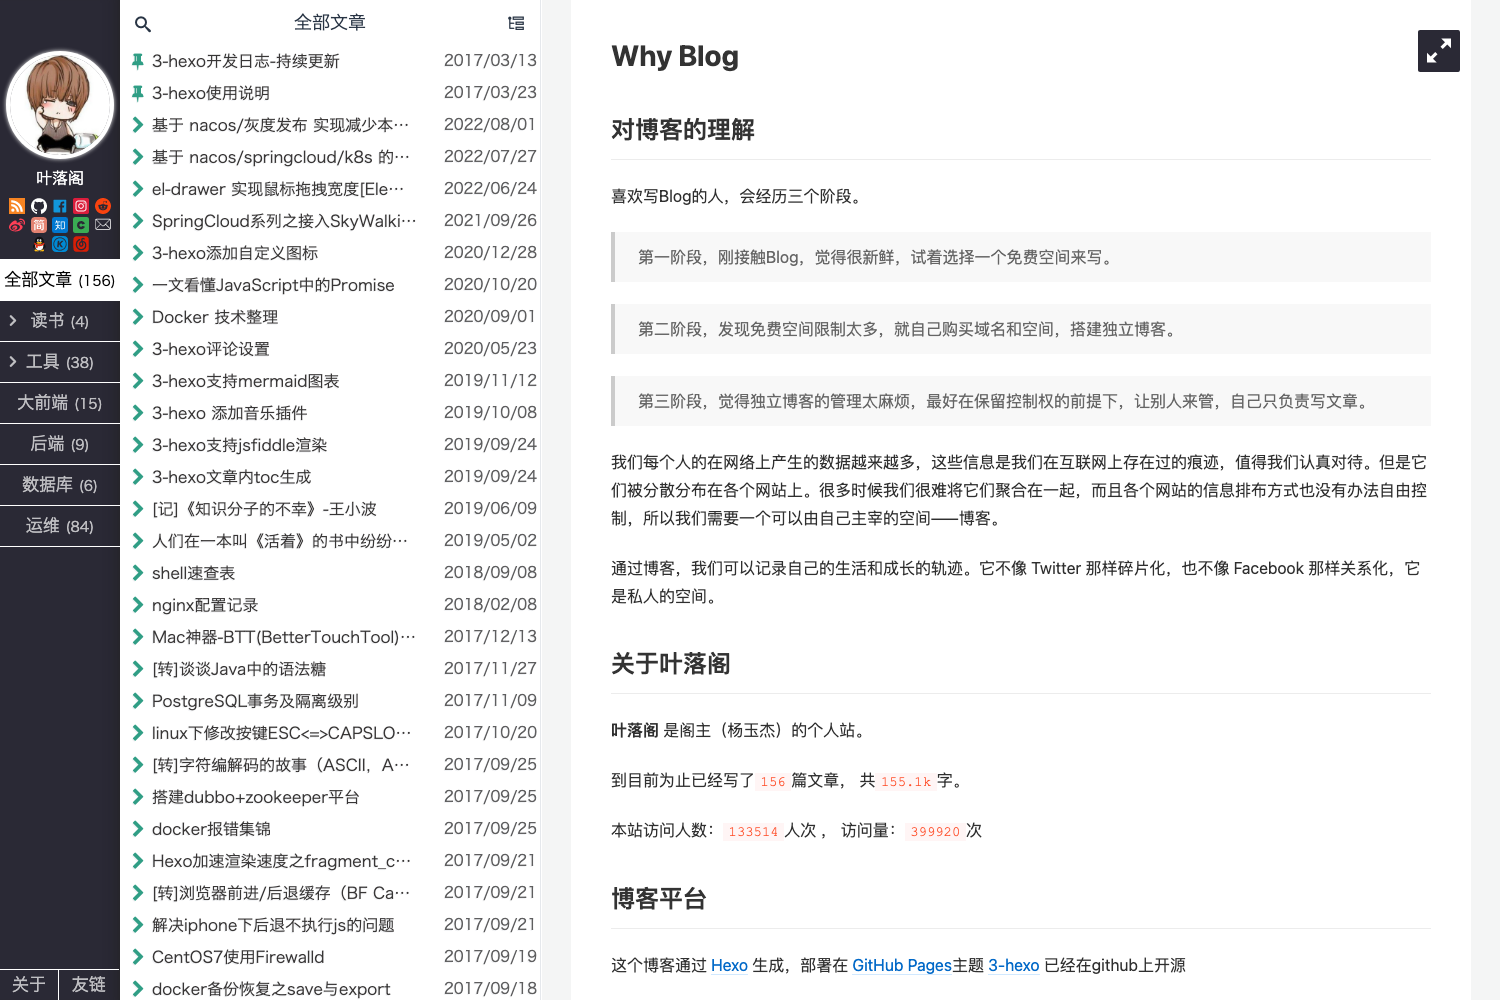 叶落阁
简
知
全部文章 (156)
读书 (4)
工具 (38)
大前端 (15)
后端 (9)
数据库 (6)
运维 (84)
关于
友链
全部文章
3-hexo开发日志-持续更新 2017/03/13
3-hexo使用说明 2017/03/23
基于 nacos/灰度发布 实现减少本··· 2022/08/01
基于 nacos/springcloud/k8s 的··· 2022/07/27
el-drawer 实现鼠标拖拽宽度[Ele··· 2022/06/24
SpringCloud系列之接入SkyWalki··· 2021/09/26
3-hexo添加自定义图标 2020/12/28
一文看懂JavaScript中的Promise 2020/10/20
Docker 技术整理 2020/09/01
3-hexo评论设置 2020/05/23
3-hexo支持mermaid图表 2019/11/12
3-hexo 添加音乐插件 2019/10/08
3-hexo支持jsfiddle渲染 2019/09/24
3-hexo文章内toc生成 2019/09/24
[记]《知识分子的不幸》-王小波 2019/06/09
人们在一本叫《活着》的书中纷纷··· 2019/05/02
shell速查表 2018/09/08
nginx配置记录 2018/02/08
Mac神器-BTT(BetterTouchTool)··· 2017/12/13
[转]谈谈Java中的语法糖 2017/11/27
PostgreSQL事务及隔离级别 2017/11/09
linux下修改按键ESC<=>CAPSLO··· 2017/10/20
[转]字符编解码的故事（ASCII，A··· 2017/09/25
搭建dubbo+zookeeper平台 2017/09/25
docker报错集锦 2017/09/25
Hexo加速渲染速度之fragment_c··· 2017/09/21
[转]浏览器前进/后退缓存（BF Ca··· 2017/09/21
解决iphone下后退不执行js的问题 2017/09/21
CentOS7使用Firewalld 2017/09/19
docker备份恢复之save与export 2017/09/18
Why Blog
对博客的理解
喜欢写Blog的人，会经历三个阶段。
第一阶段，刚接触Blog，觉得很新鲜，试着选择一个免费空间来写。
第二阶段，发现免费空间限制太多，就自己购买域名和空间，搭建独立博客。
第三阶段，觉得独立博客的管理太麻烦，最好在保留控制权的前提下，让别人来管，自己只负责写文章。
我们每个人的在网络上产生的数据越来越多，这些信息是我们在互联网上存在过的痕迹，值得我们认真对待。但是它
们被分散分布在各个网站上。很多时候我们很难将它们聚合在一起，而且各个网站的信息排布方式也没有办法自由控
制，所以我们需要一个可以由自己主宰的空间——博客。
通过博客，我们可以记录自己的生活和成长的轨迹。它不像 Twitter 那样碎片化，也不像 Facebook 那样关系化，它
是私人的空间。
关于叶落阁
叶落阁 是阁主（杨玉杰）的个人站。
到目前为止已经写了 156 篇文章， 共 155.1k 字。
本站访问人数： 133514 人次 ， 访问量： 399920 次
博客平台
这个博客通过 Hexo 生成，部署在 GitHub Pages主题 3-hexo 已经在github上开源